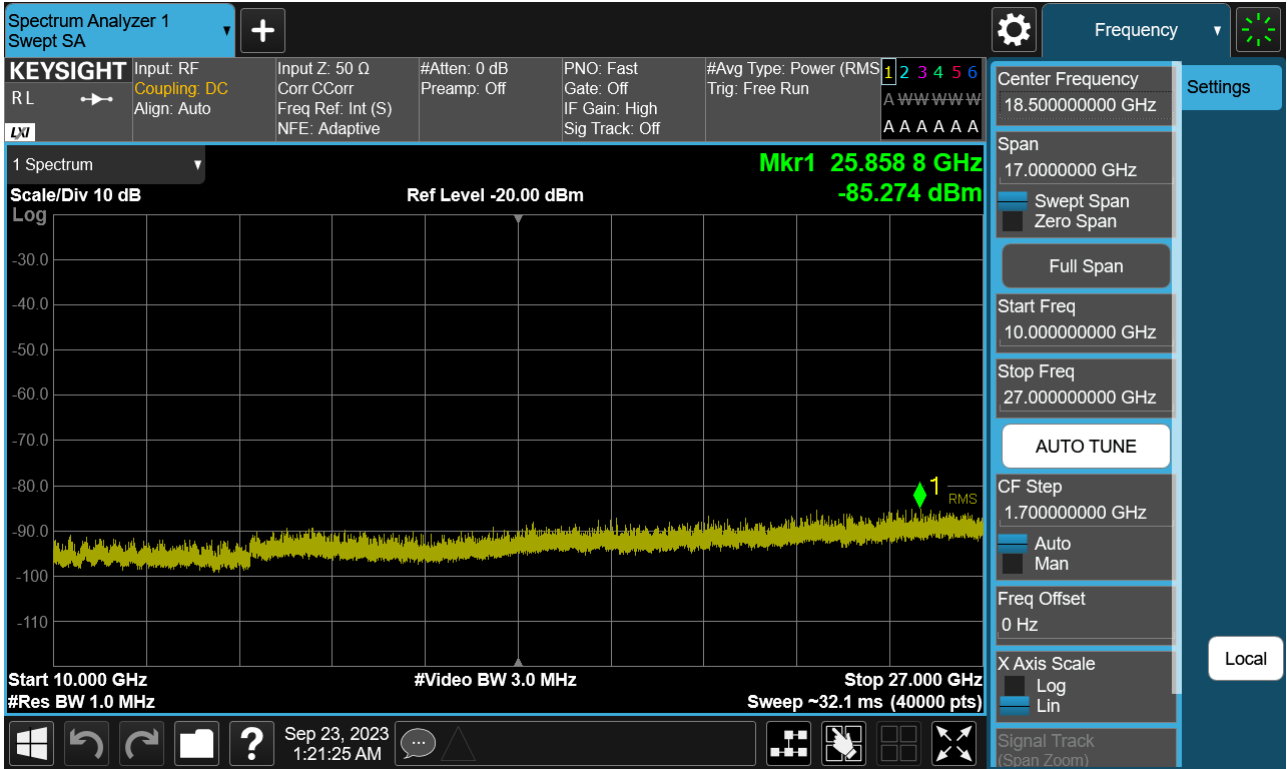 Spectrum Analyzer 1
Swept SA
Frequency
KEYSIGHT
R L
LXI
Input: RF
Coupling: DC
Align: Auto
Input Z: 50 Ω
Corr CCorr
Freq Ref: Int (S)
NFE: Adaptive
#Atten: 0 dB
Preamp: Off
PNO: Fast
Gate: Off
IF Gain: High
Sig Track: Off
#Avg Type: Power (RMS
Trig: Free Run
1 2 3 4 5 6
A W W W W W
A A A A A A
1 Spectrum
Mkr1 25.858 8 GHz
Scale/Div 10 dB
Ref Level -20.00 dBm
-85.274 dBm
Log
-30.0
-40.0
-50.0
-60.0
-70.0
-80.0
-90.0
-100
-110
1
RMS
Start 10.000 GHz
#Video BW 3.0 MHz
Stop 27.000 GHz
#Res BW 1.0 MHz
Sweep ~32.1 ms (40000 pts)
?
Sep 23, 2023
1:21:25 AM
Center Frequency
18.500000000 GHz
Settings
Span
17.0000000 GHz
Swept Span
Zero Span
Full Span
Start Freq
10.000000000 GHz
Stop Freq
27.000000000 GHz
AUTO TUNE
CF Step
1.700000000 GHz
Auto
Man
Freq Offset
0 Hz
X Axis Scale
Log
Lin
Local
Signal Track
(Span Zoom)